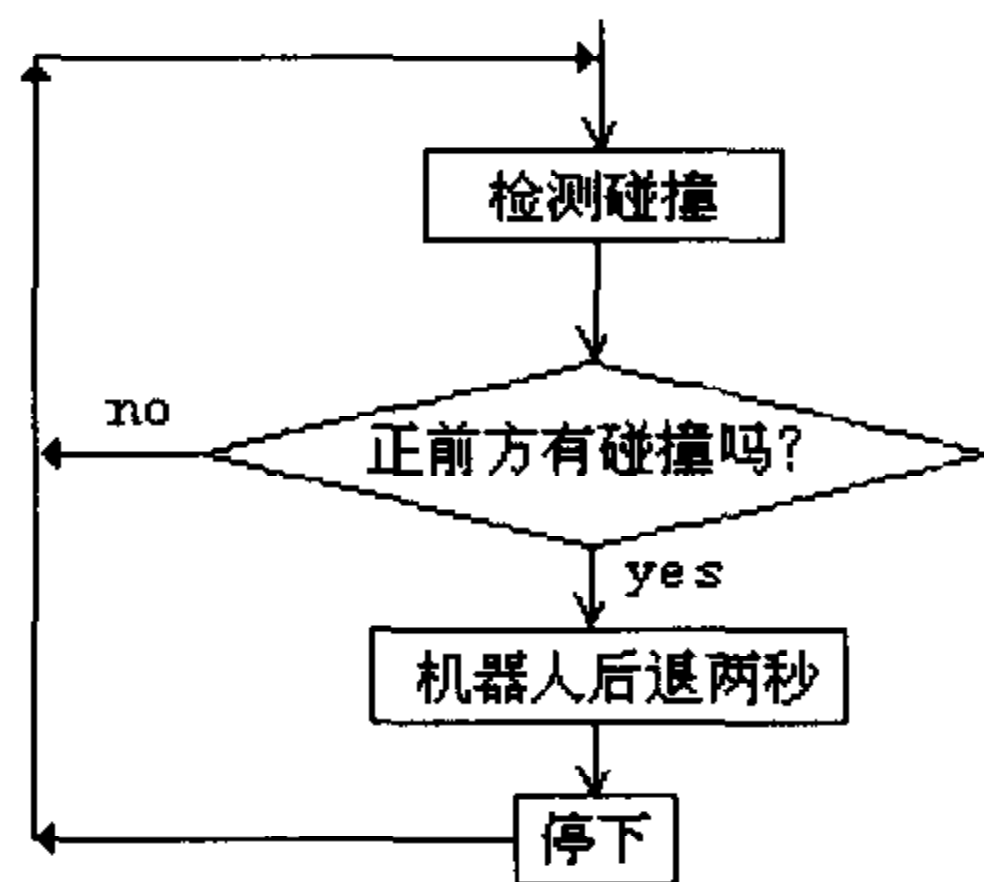 检测碰撞
no
正前方有碰撞吗?
yes
机器人后退两秒
停下